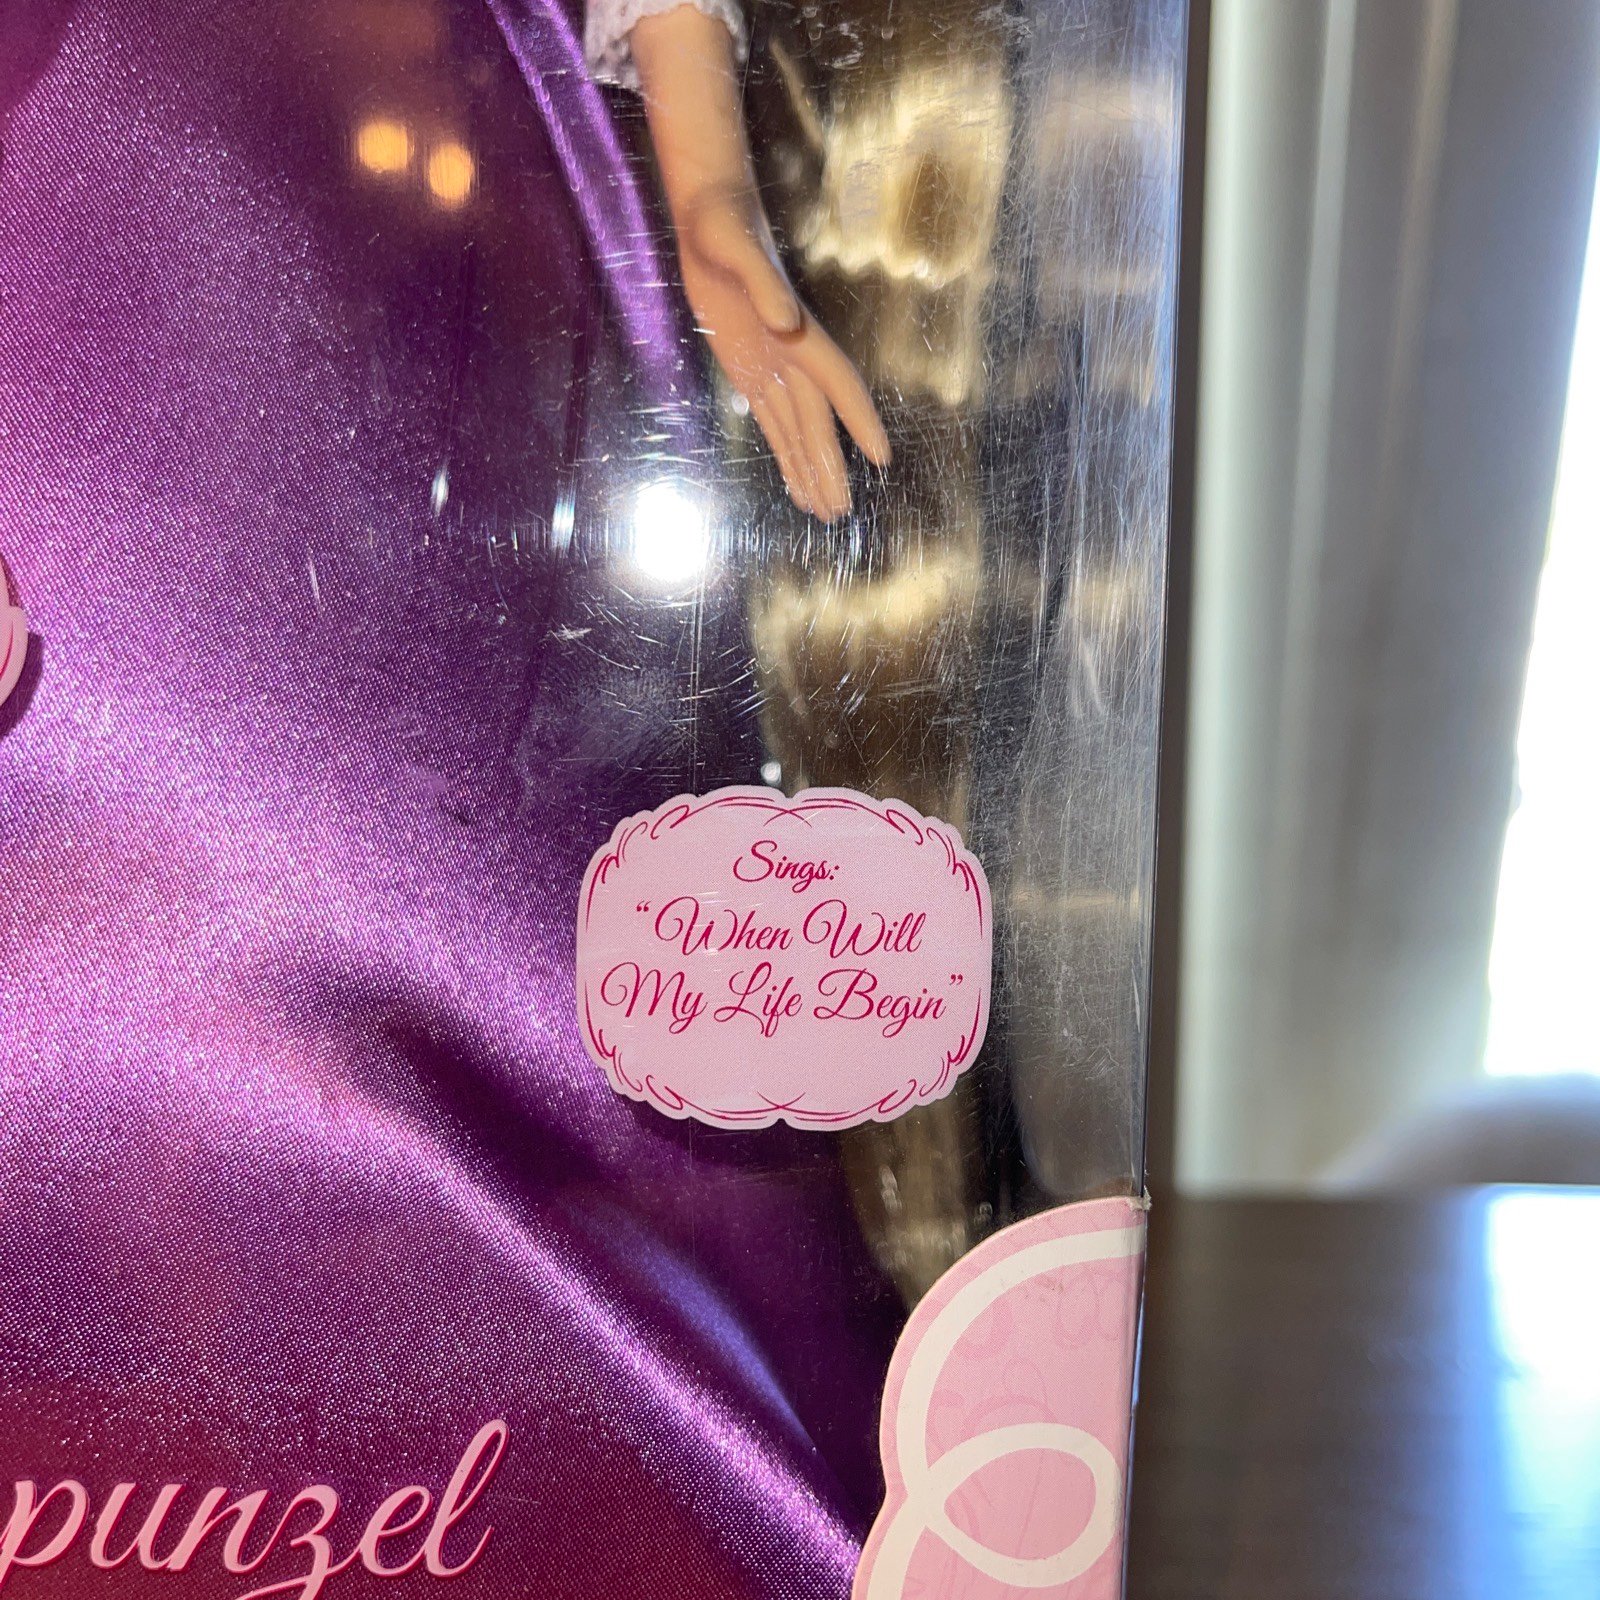 Sings:
“When Will
My Life Begin”
punzel